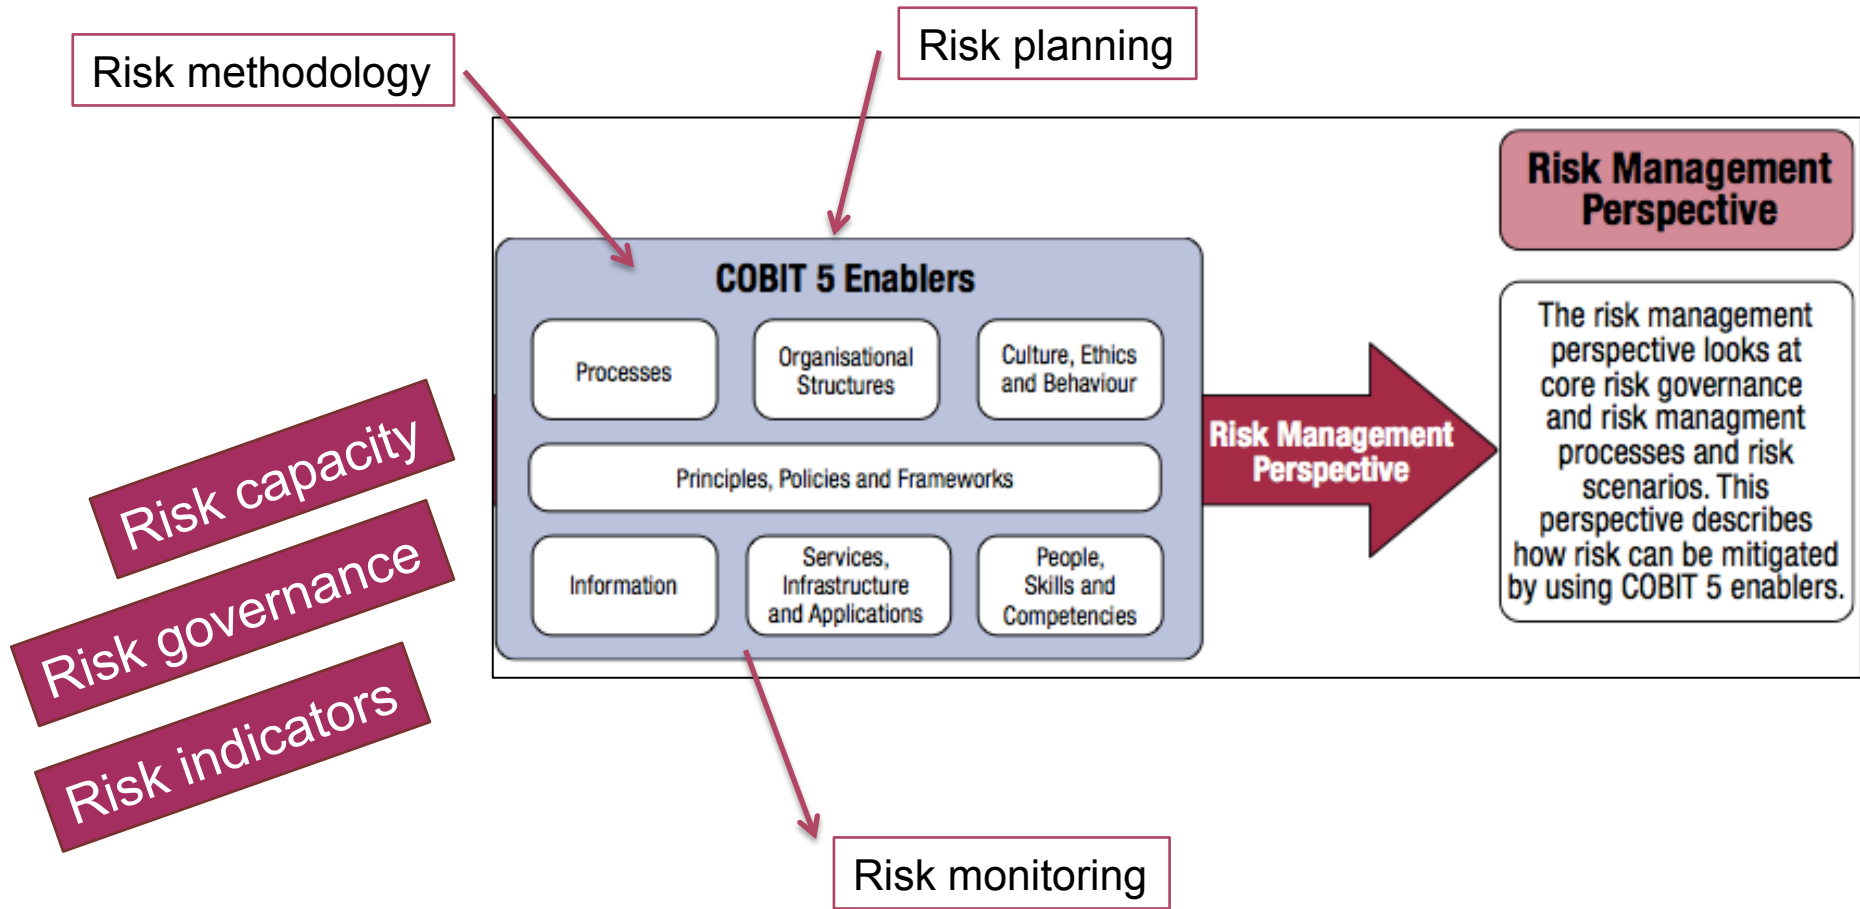 Risk planning
Risk methodology
Risk Management
Perspective
COBIT 5 Enablers
Processes
Organisational
Structures
Culture, Ethics
and Behaviour
Principles, Policies and Frameworks
Information
Services,
Infrastructure
and Applications
People,
Skills and
Competencies
Risk Management
Perspective
The risk management
perspective looks at
core risk governance
and risk managment
processes and risk
scenarios. This
perspective describes
how risk can be mitigated
by using COBIT 5 enablers.
Risk capacity
Risk governance
Risk indicators
Risk monitoring